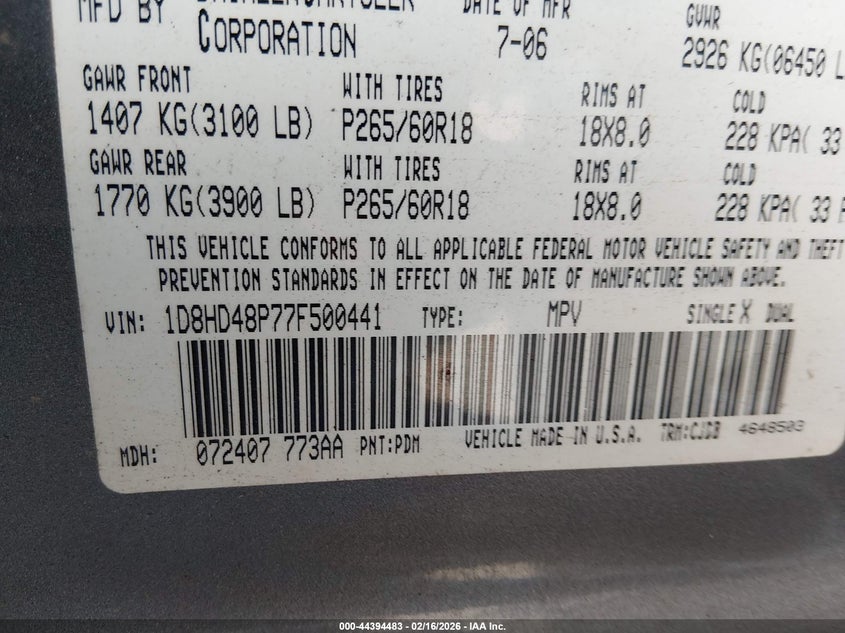 MFD BY DAIMLERCHRYSLER DATE OF MFR GVWR
CORPORATION 7-06 2926 KG(06450 L
GAWR FRONT WITH TIRES RIMS AT COLD
1407 KG(3100 LB) P265/60R18 18X8.0 228 KPA( 33
GAWR REAR WITH TIRES RIMS AT COLD
1770 KG(3900 LB) P265/60R18 18X8.0 228 KPA( 33 P
THIS VEHICLE CONFORMS TO ALL APPLICABLE FEDERAL MOTOR VEHICLE SAFETY AND THEFT
PREVENTION STANDARDS IN EFFECT ON THE DATE OF MANUFACTURE SHOWN ABOVE.
VIN: 1D8HD48P77F500441 TYPE: MPV SINGLE X DUAL
MDH: 072407 773AA PNT:PDM VEHICLE MADE IN U.S.A. TRM:CJDB 4648503
000-44394483 - 02/16/2026 - IAA Inc.